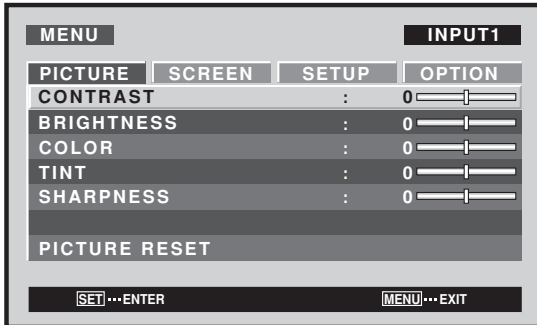 MENU INPUT1
PICTURE SCREEN SETUP OPTION
CONTRAST : 0
BRIGHTNESS : 0
COLOR : 0
TINT : 0
SHARPNESS : 0
PICTURE RESET
SET ••• ENTER MENU ••• EXIT